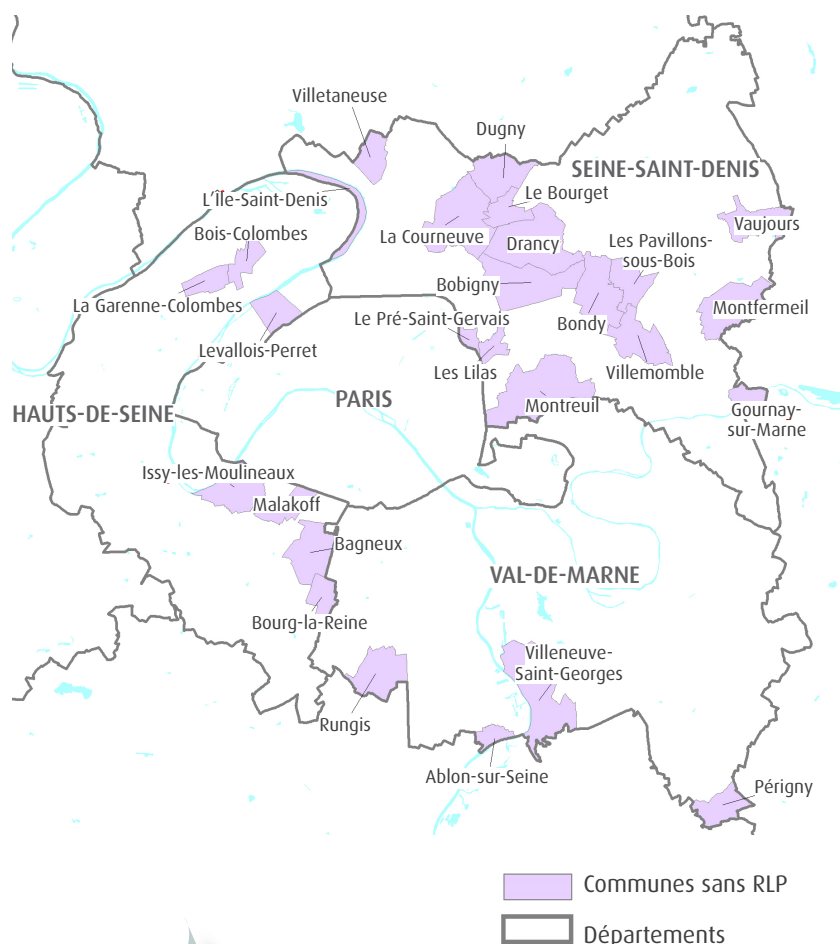 Villetaneuse
Dugny
SEINE-SAINT-DENIS
Le Bourget
L'Île-Saint-Denis
Vaujours
Bois-Colombes
La Courneuve
Drancy
Les Pavillons-
sous-Bois
Bobigny
La Garenne-Colombes
Montfermeil
Le Pré-Saint-Gervais
Bondy
Levallois-Perret
Les Lilas
Villemomble
PARIS
Montreuil
HAUTS-DE-SEINE
Gournay-
sur-Marne
Issy-les-Moulineaux
Malakoff
Bagneux
VAL-DE-MARNE
Bourg-la-Reine
Villeneuve-
Saint-Georges
Rungis
Ablon-sur-Seine
Périgny
Communes sans RLP
Départements